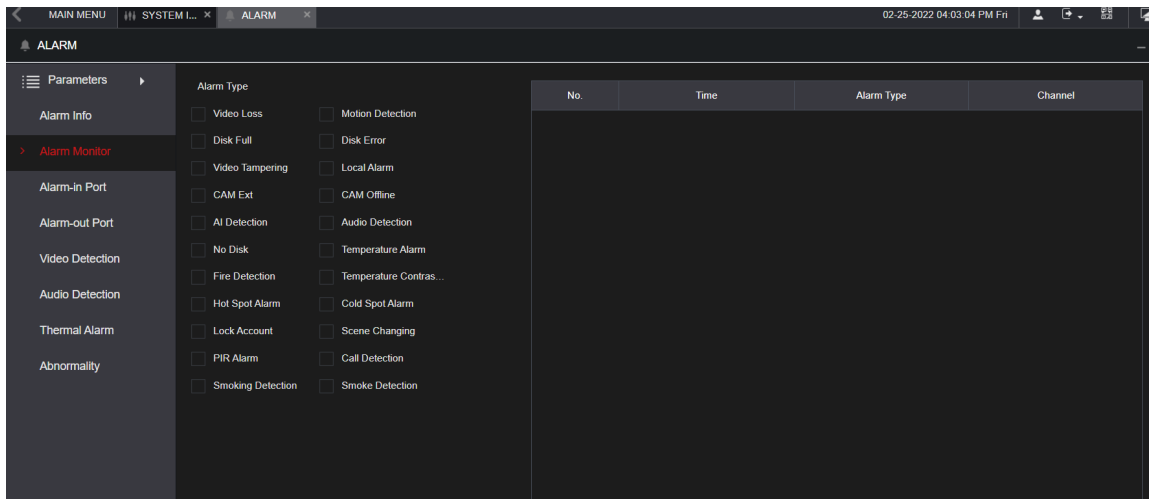 MAIN MENU SYSTEM I... × ALARM × 02-25-2022 04:03:04 PM Fri
ALARM
Parameters
Alarm Info
Alarm Monitor
Alarm-in Port
Alarm-out Port
Video Detection
Audio Detection
Thermal Alarm
Abnormality
Alarm Type
Video Loss Motion Detection
Disk Full Disk Error
Video Tampering Local Alarm
CAM Ext CAM Offline
AI Detection Audio Detection
No Disk Temperature Alarm
Fire Detection Temperature Contras...
Hot Spot Alarm Cold Spot Alarm
Lock Account Scene Changing
PIR Alarm Call Detection
Smoking Detection Smoke Detection
No. Time Alarm Type Channel